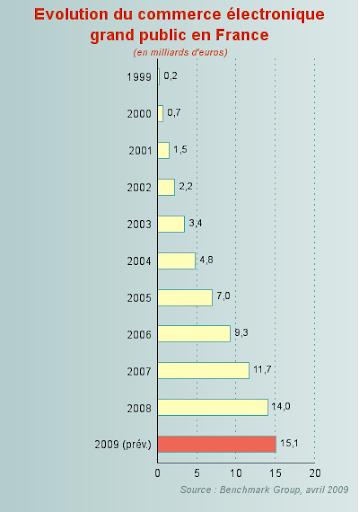 Evolution du commerce électronique
grand public en France
(en milliards d'euros)
1999 0,2
2000 0,7
2001 1,5
2002 2,2
2003 3,4
2004 4,8
2005 7,0
2006 9,3
2007 11,7
2008 14,0
2009 (prév.) 15,1
0 5 10 15 20
Source : Benchmark Group, avril 2009